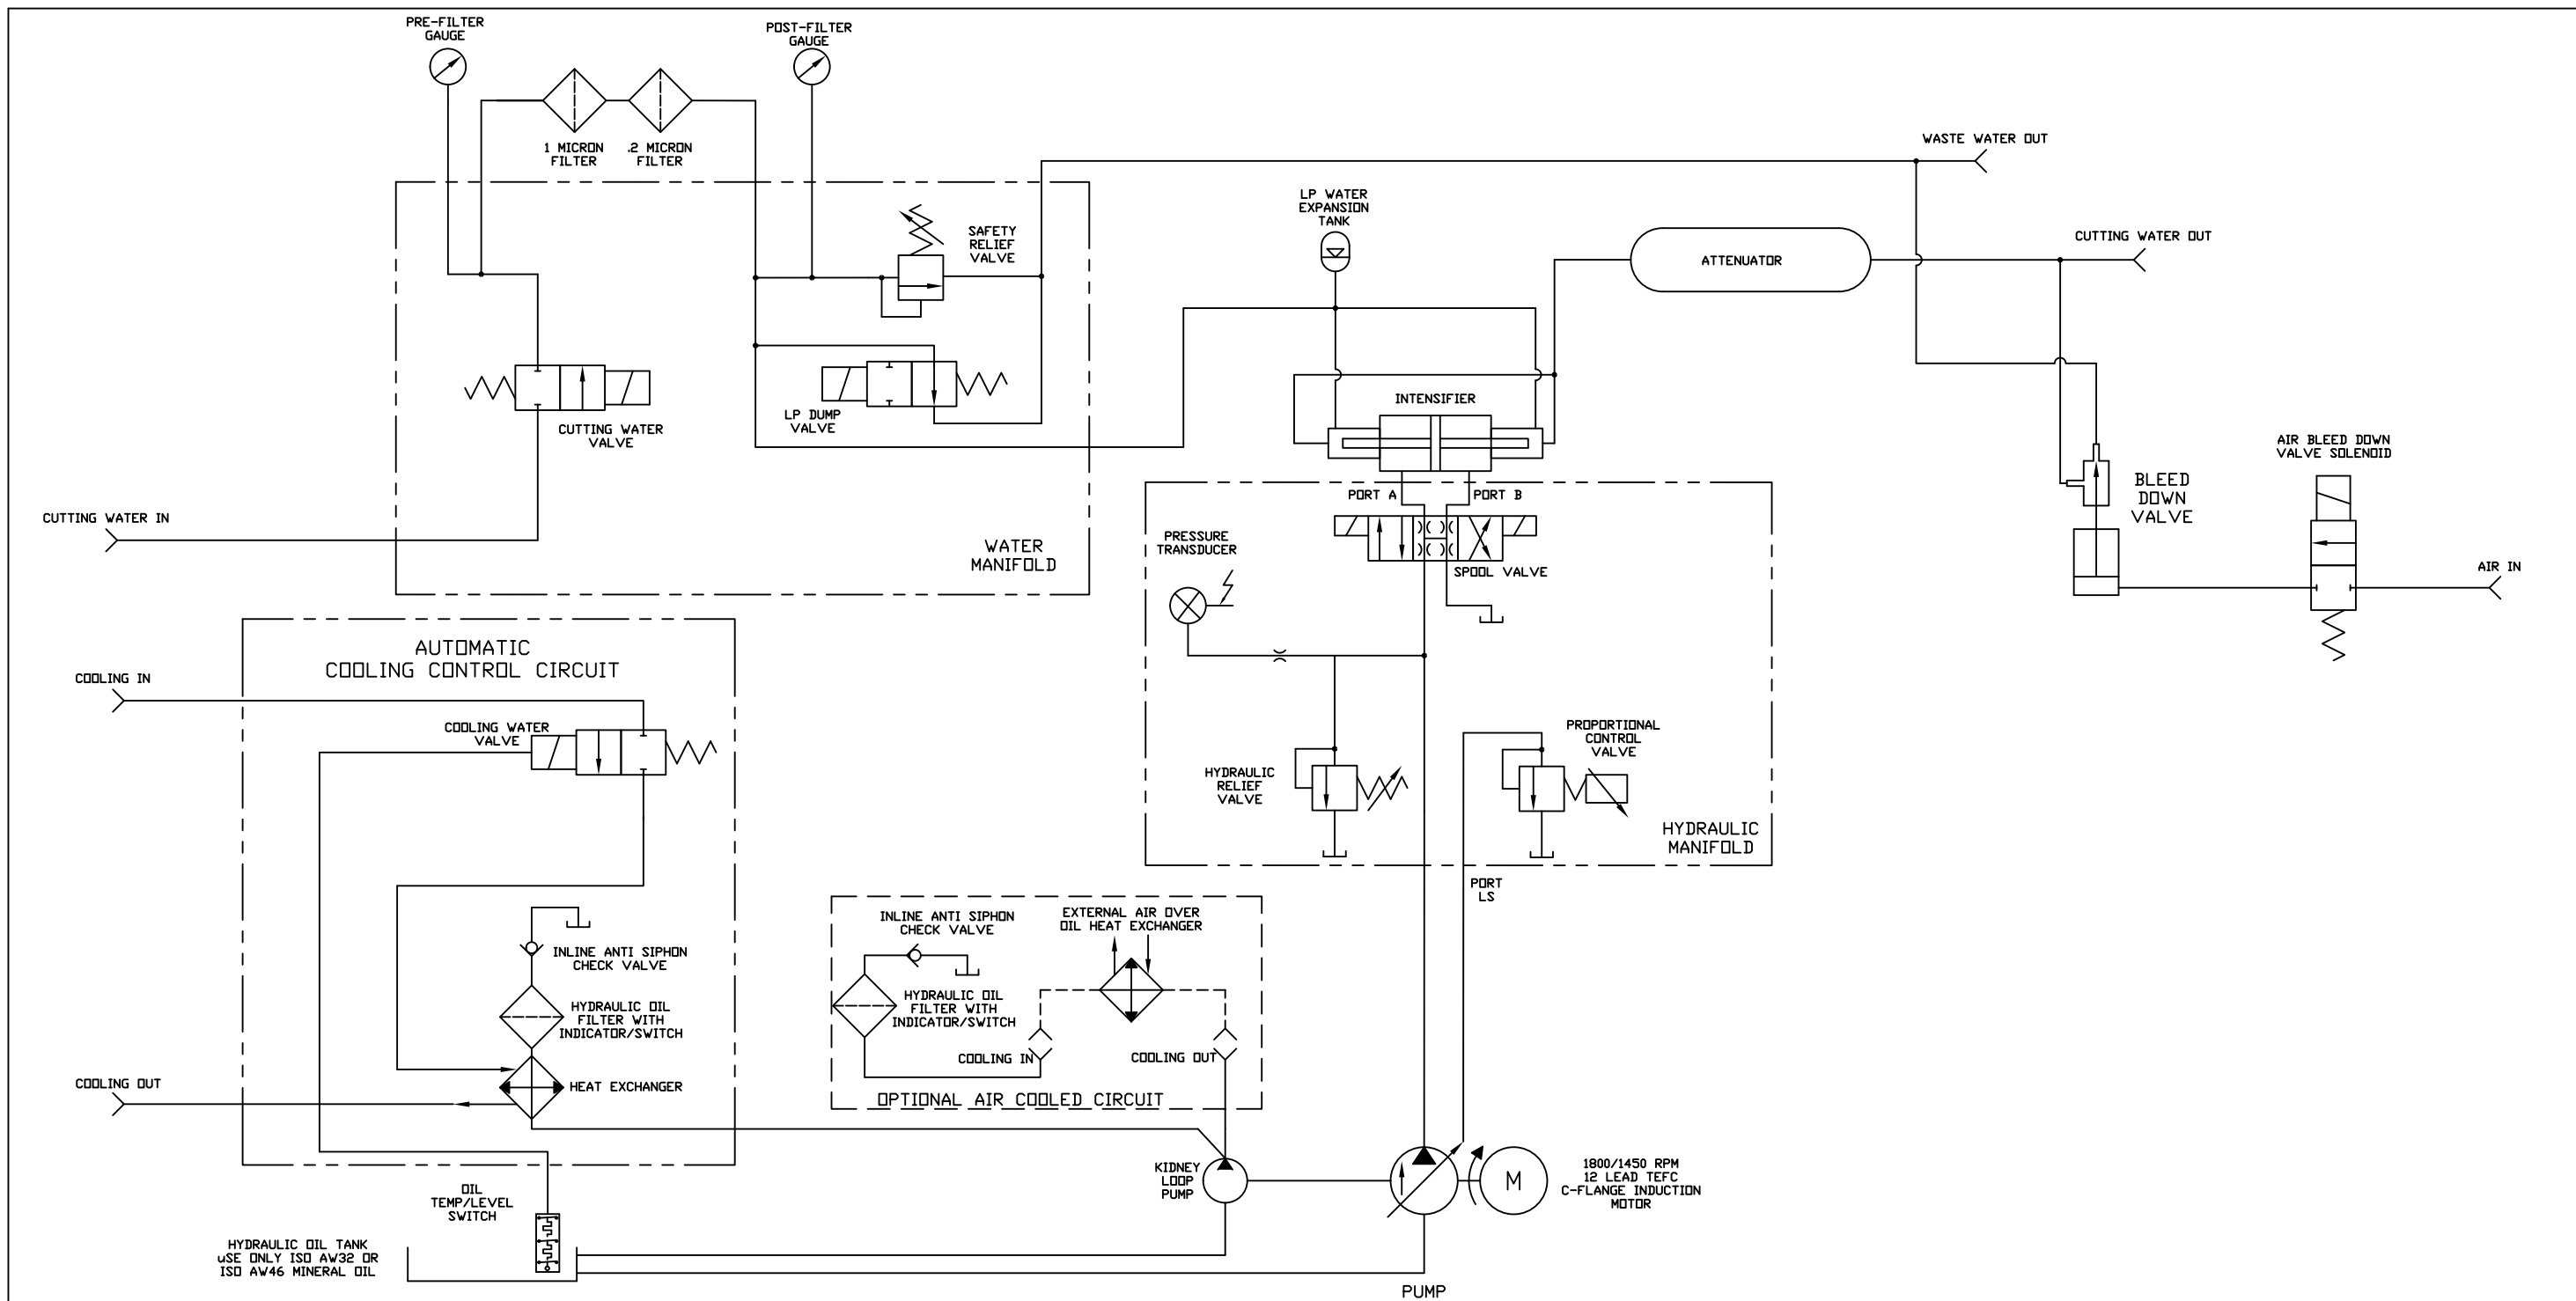 PRE-FILTER
GAUGE
POST-FILTER
GAUGE
1 MICRON
FILTER
.2 MICRON
FILTER
WASTE WATER OUT
LP WATER
EXPANSION
TANK
SAFETY
RELIEF
VALVE
CUTTING WATER OUT
ATTENUATOR
LP DUMP
VALVE
CUTTING WATER
VALVE
INTENSIFIER
AIR BLEED DOWN
VALVE SOLENOID
BLEED
DOWN
VALVE
PORT A
PORT B
CUTTING WATER IN
WATER
MANIFOLD
PRESSURE
TRANSDUCER
SPOOL VALVE
AIR IN
AUTOMATIC
COOLING CONTROL CIRCUIT
COOLING IN
COOLING WATER
VALVE
PROPORTIONAL
CONTROL
VALVE
HYDRAULIC
RELIEF
VALVE
HYDRAULIC
MANIFOLD
PORT
LS
INLINE ANTI SIPHON
CHECK VALVE
EXTERNAL AIR OVER
OIL HEAT EXCHANGER
INLINE ANTI SIPHON
CHECK VALVE
HYDRAULIC OIL
FILTER WITH
INDICATOR/SWITCH
HYDRAULIC OIL
FILTER WITH
INDICATOR/SWITCH
COOLING IN
COOLING OUT
COOLING OUT
HEAT EXCHANGER
OPTIONAL AIR COOLED CIRCUIT
KIDNEY
LOOP
PUMP
M
1800/1450 RPM
12 LEAD TEFC
C-FLANGE INDUCTION
MOTOR
OIL
TEMP/LEVEL
SWITCH
HYDRAULIC OIL TANK
uSE ONLY ISO AW32 OR
ISO AW46 MINERAL OIL
PUMP